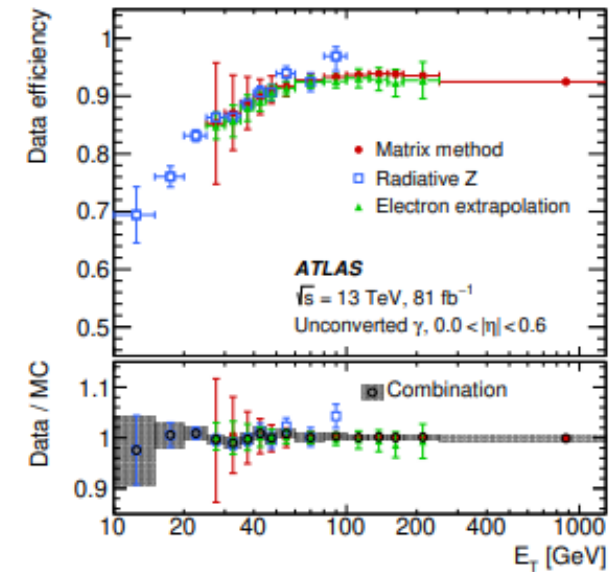 Data efficiency
1
0.9
0.8
0.7
0.6
0.5
Matrix method
Radiative Z
Electron extrapolation
ATLAS
√s = 13 TeV, 81 fb⁻¹
Unconverted γ, 0.0 < |η| < 0.6
Data / MC
1.1
1
0.9
Combination
10 20 30 40 100 200 400 1000
E_T [GeV]